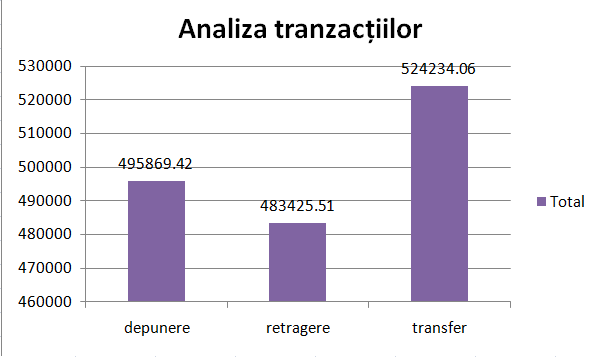 Analiza tranzacțiilor
530000
520000
510000
500000
490000
480000
470000
460000
524234.06
495869.42
483425.51
Total
depunere
retragere
transfer